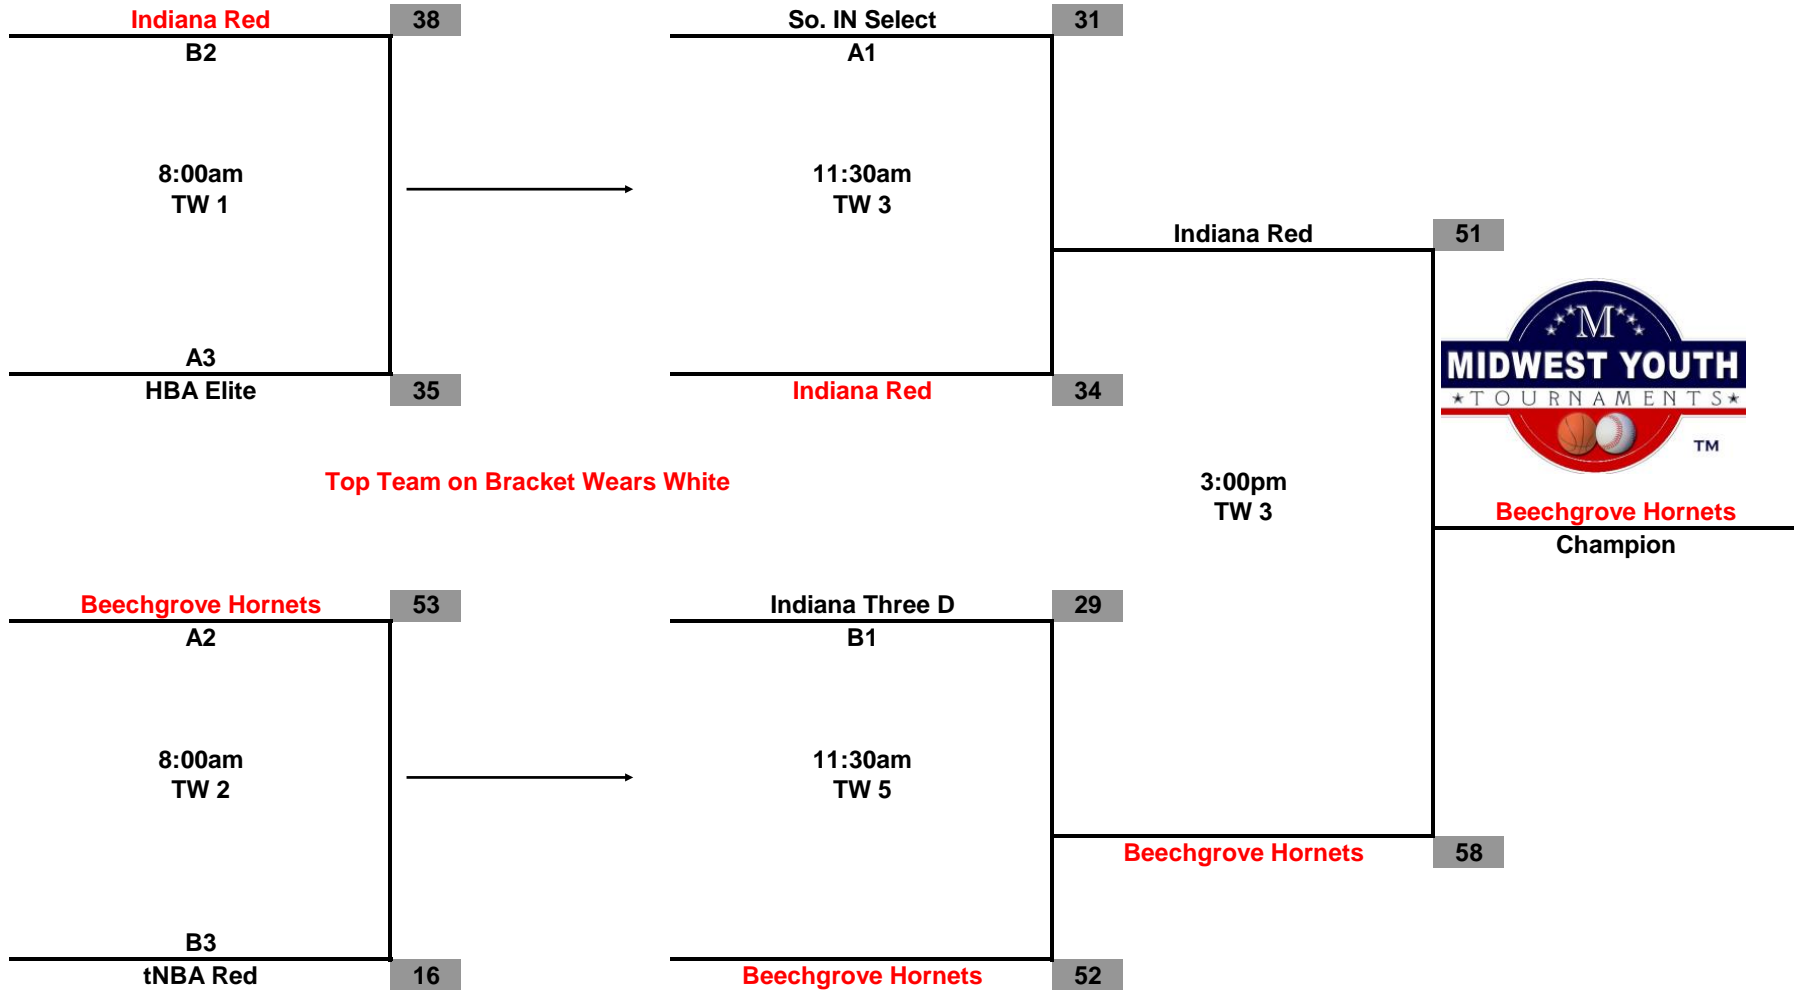 Indiana Red 38
B2
8:00am
TW 1
A3
HBA Elite 35
So. IN Select 31
A1
11:30am
TW 3
Indiana Red 34
Indiana Red 51
M
MIDWEST YOUTH
TOURNAMENTS
TM
Top Team on Bracket Wears White
3:00pm
TW 3
Beechgrove Hornets
Champion
Beechgrove Hornets 53
A2
8:00am
TW 2
B3
tNBA Red 16
Indiana Three D 29
B1
11:30am
TW 5
Beechgrove Hornets 52
Beechgrove Hornets 58